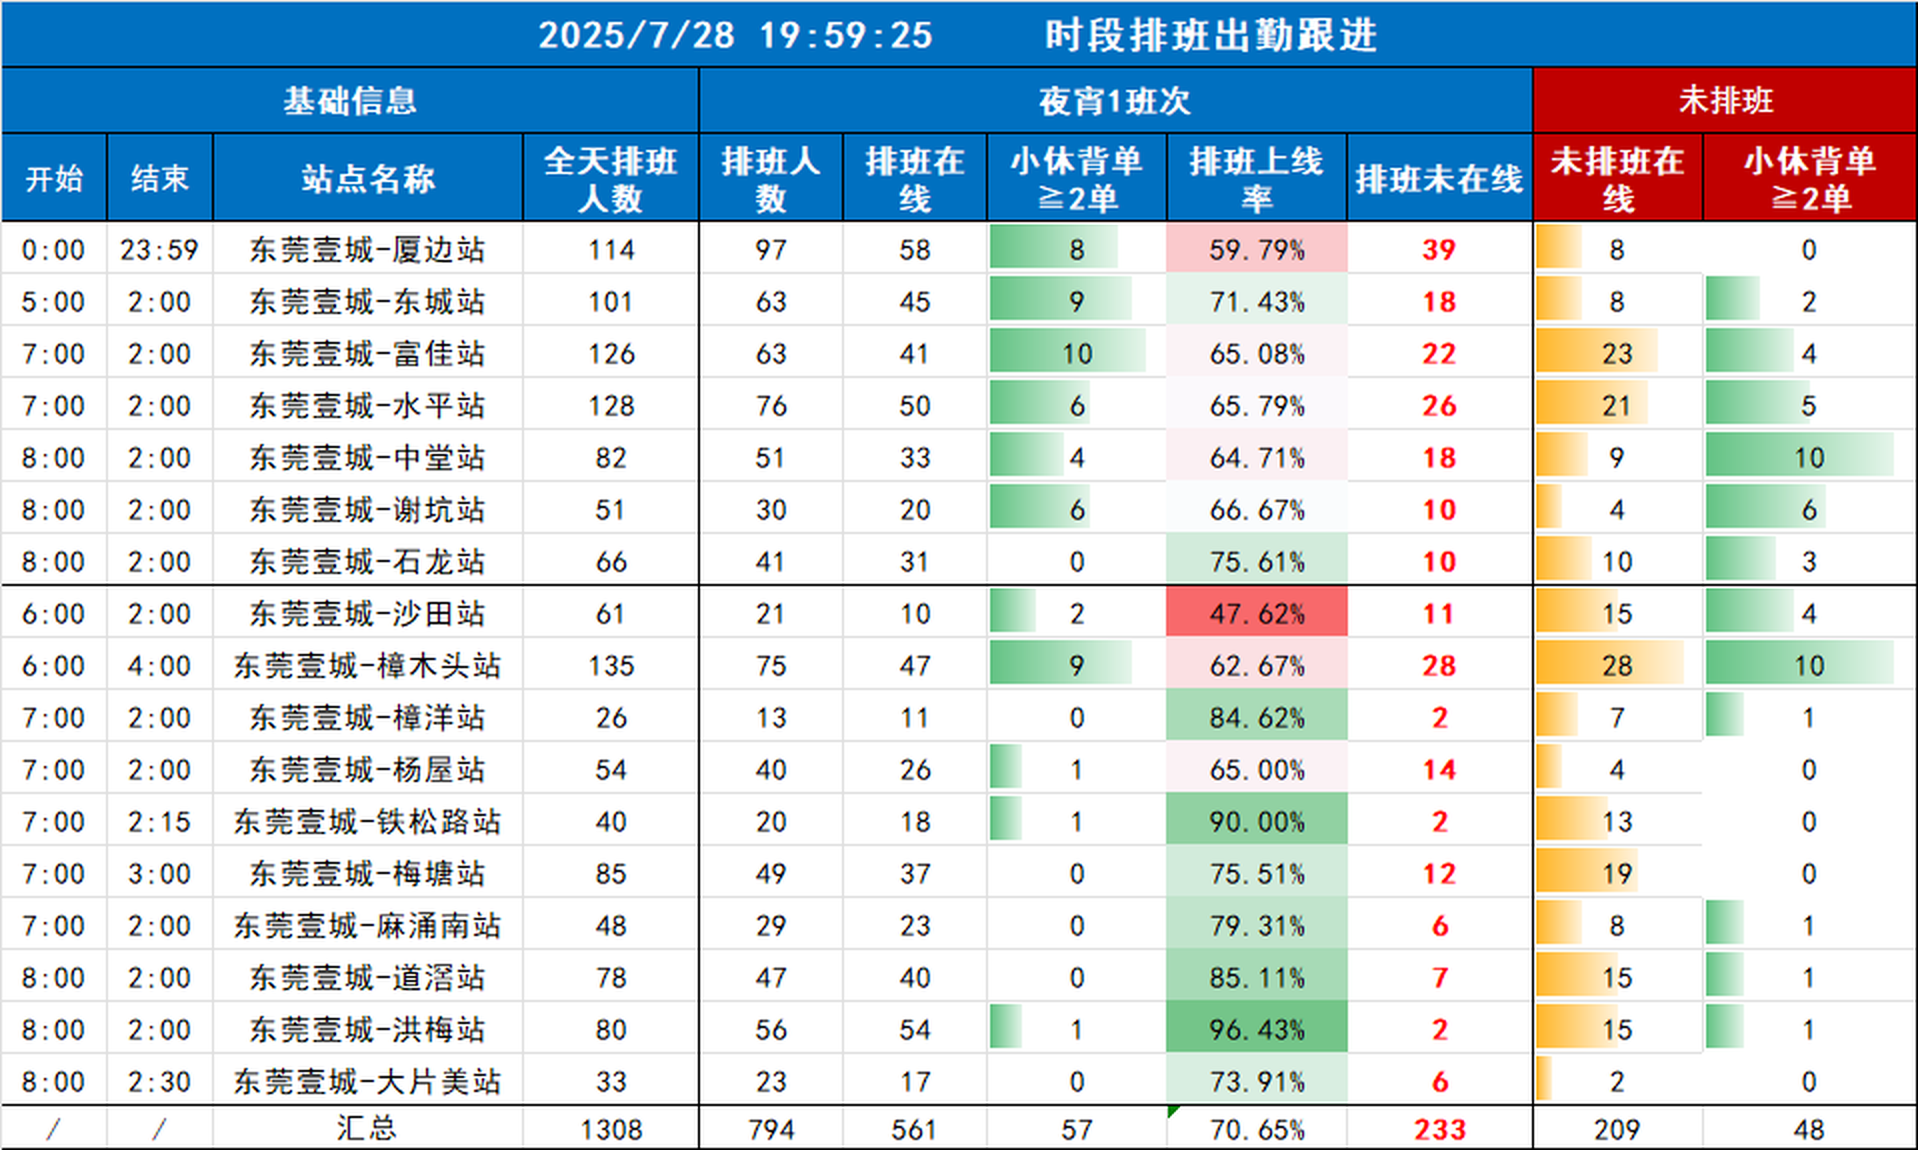 2025/7/28 19:59:25 时段排班出勤跟进
基础信息 夜宵1班次 未排班
开始 结束 站点名称 全天排班人数 排班人数 排班在线 小休背单≧2单 排班上线率 排班未在线 未排班在线 小休背单≧2单
0:00 23:59 东莞壹城-厦边站 114 97 58 8 59.79% 39 8 0
5:00 2:00 东莞壹城-东城站 101 63 45 9 71.43% 18 8 2
7:00 2:00 东莞壹城-富佳站 126 63 41 10 65.08% 22 23 4
7:00 2:00 东莞壹城-水平站 128 76 50 6 65.79% 26 21 5
8:00 2:00 东莞壹城-中堂站 82 51 33 4 64.71% 18 9 10
8:00 2:00 东莞壹城-谢坑站 51 30 20 6 66.67% 10 4 6
8:00 2:00 东莞壹城-石龙站 66 41 31 0 75.61% 10 10 3
6:00 2:00 东莞壹城-沙田站 61 21 10 2 47.62% 11 15 4
6:00 4:00 东莞壹城-樟木头站 135 75 47 9 62.67% 28 28 10
7:00 2:00 东莞壹城-樟洋站 26 13 11 0 84.62% 2 7 1
7:00 2:00 东莞壹城-杨屋站 54 40 26 1 65.00% 14 4 0
7:00 2:15 东莞壹城-铁松路站 40 20 18 1 90.00% 2 13 0
7:00 3:00 东莞壹城-梅塘站 85 49 37 0 75.51% 12 19 0
7:00 2:00 东莞壹城-麻涌南站 48 29 23 0 79.31% 6 8 1
8:00 2:00 东莞壹城-道滘站 78 47 40 0 85.11% 7 15 1
8:00 2:00 东莞壹城-洪梅站 80 56 54 1 96.43% 2 15 1
8:00 2:30 东莞壹城-大片美站 33 23 17 0 73.91% 6 2 0
/ / 汇总 1308 794 561 57 70.65% 233 209 48